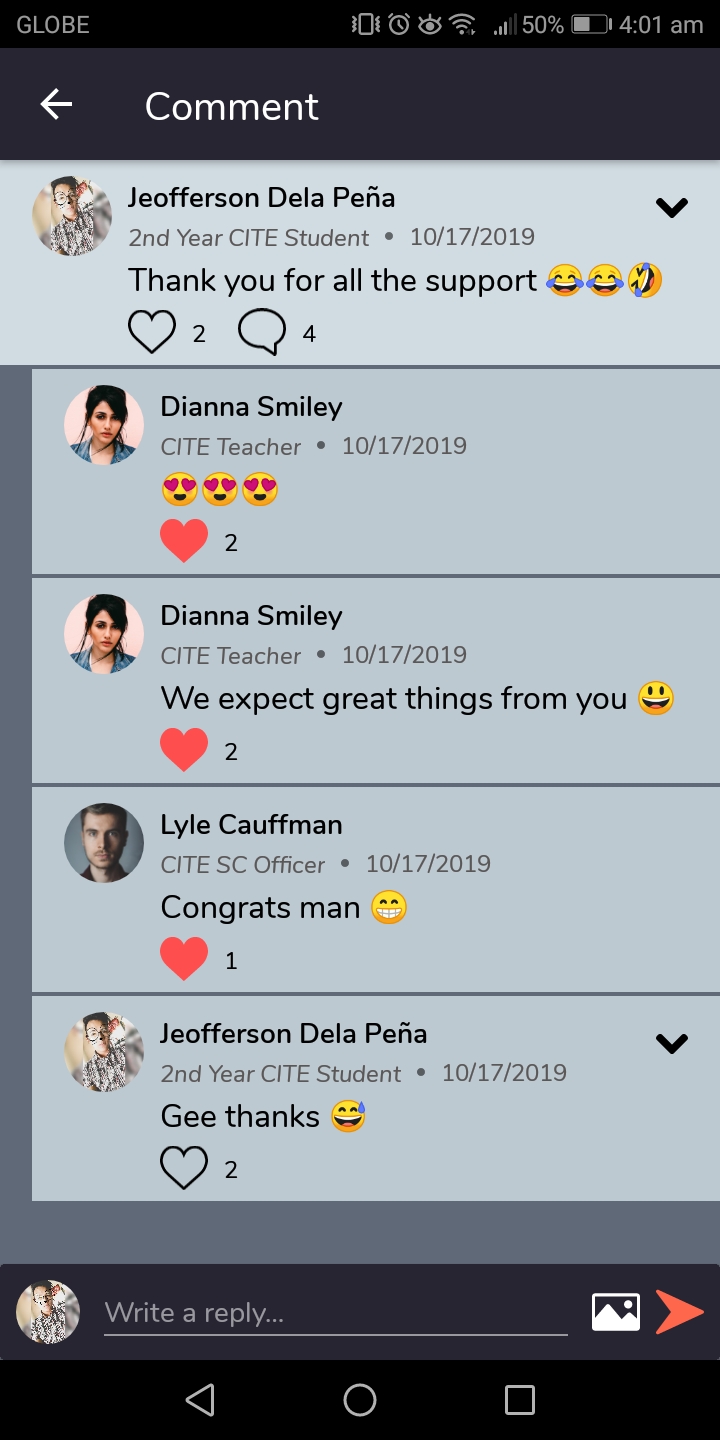 GLOBE 50% 4:01 am
Comment
Jeofferson Dela Peña
2nd Year CITE Student • 10/17/2019
Thank you for all the support 😂😂🤣
2 4
Dianna Smiley
CITE Teacher • 10/17/2019
😍😍😍
2
Dianna Smiley
CITE Teacher • 10/17/2019
We expect great things from you 😃
2
Lyle Cauffman
CITE SC Officer • 10/17/2019
Congrats man 😁
1
Jeofferson Dela Peña
2nd Year CITE Student • 10/17/2019
Gee thanks 😅
2
Write a reply...